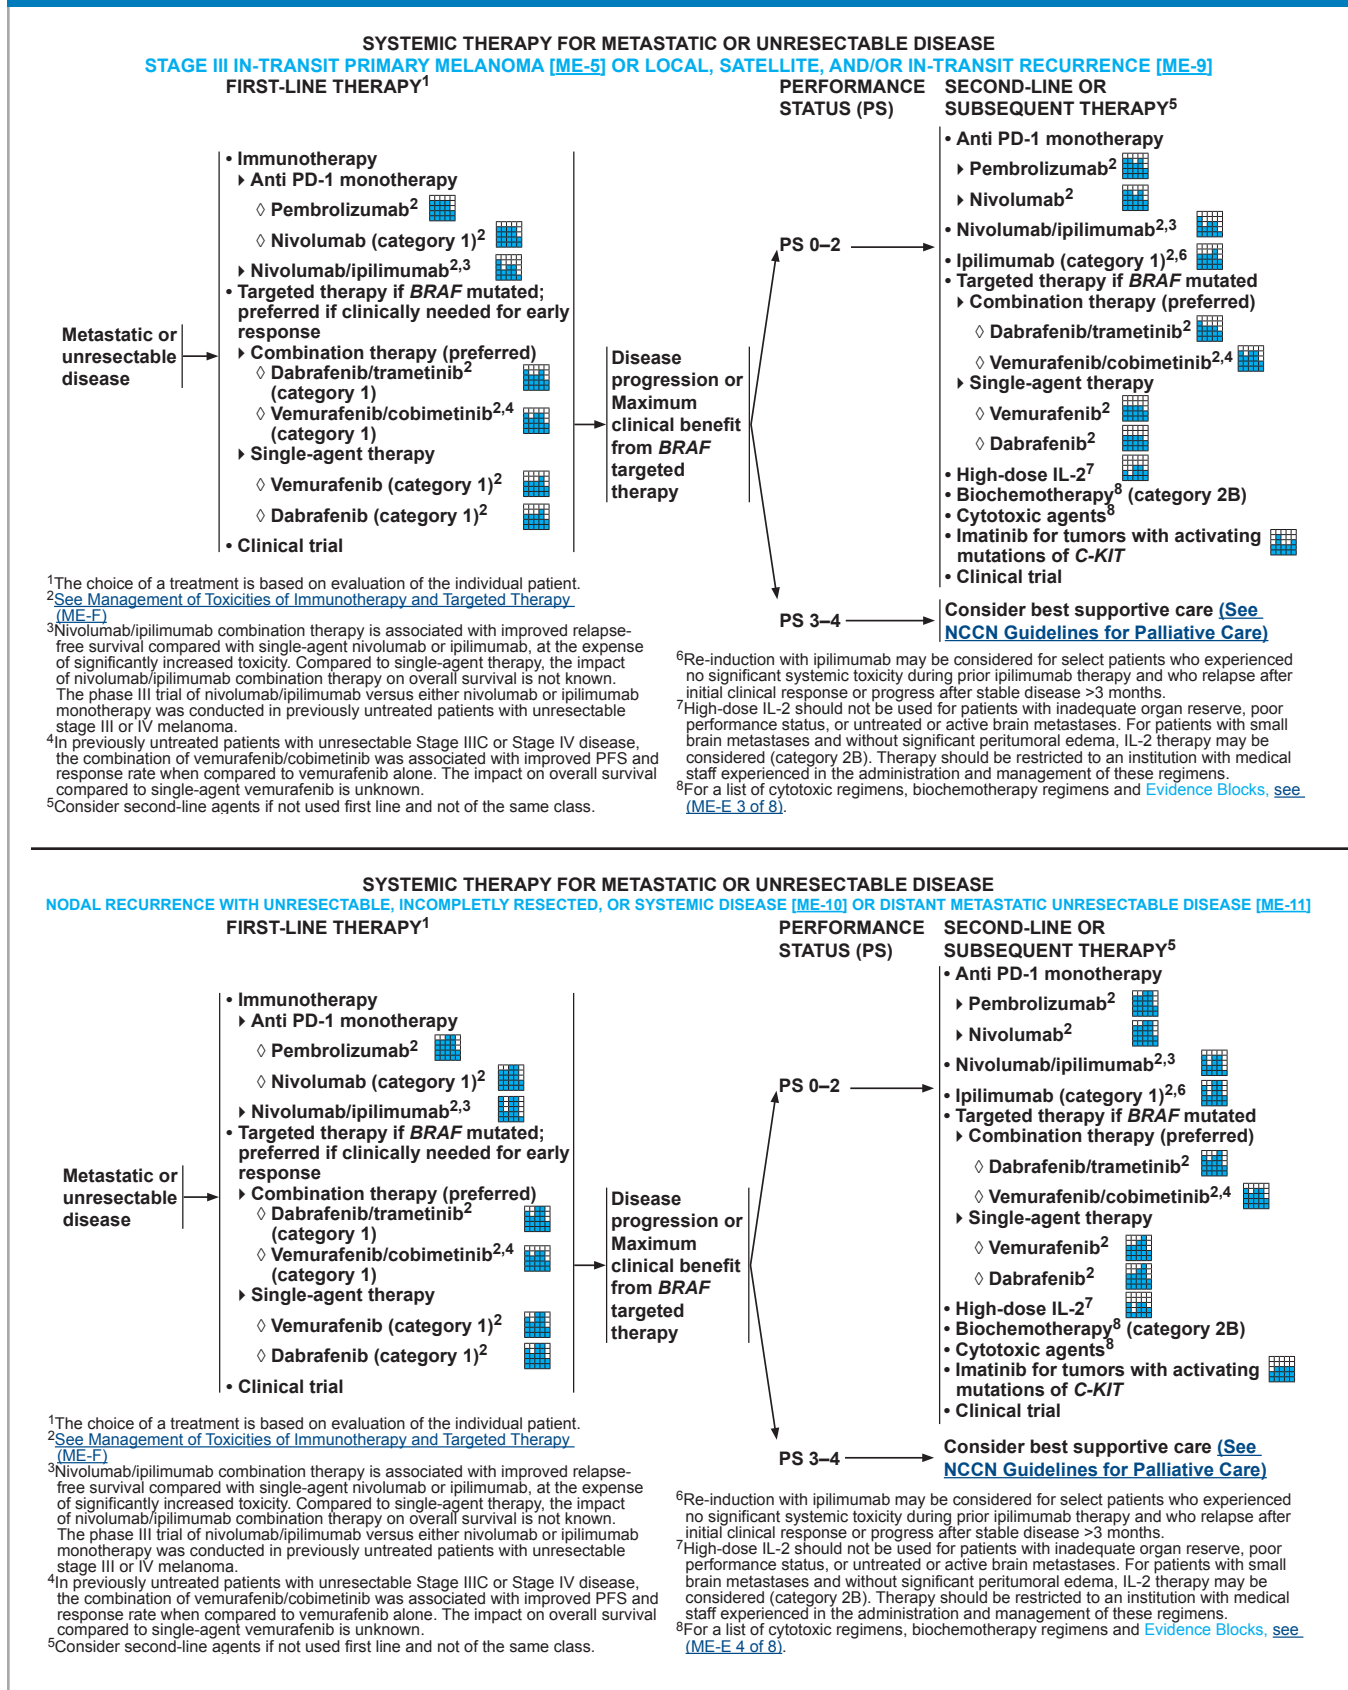 SYSTEMIC THERAPY FOR METASTATIC OR UNRESECTABLE DISEASE
STAGE III IN-TRANSIT PRIMARY MELANOMA [ME-5] OR LOCAL, SATELLITE, AND/OR IN-TRANSIT RECURRENCE [ME-9]
FIRST-LINE THERAPY1
PERFORMANCE
STATUS (PS)
SECOND-LINE OR
SUBSEQUENT THERAPY5
Metastatic or
unresectable
disease
• Immunotherapy
‣ Anti PD-1 monotherapy
◊ Pembrolizumab2
◊ Nivolumab (category 1)2
‣ Nivolumab/ipilimumab2,3
• Targeted therapy if BRAF mutated;
preferred if clinically needed for early
response
‣ Combination therapy (preferred)
◊ Dabrafenib/trametinib2
(category 1)
◊ Vemurafenib/cobimetinib2,4
(category 1)
‣ Single-agent therapy
◊ Vemurafenib (category 1)2
◊ Dabrafenib (category 1)2
• Clinical trial
Disease
progression or
Maximum
clinical benefit
from BRAF
targeted
therapy
PS 0–2
• Anti PD-1 monotherapy
‣ Pembrolizumab2
‣ Nivolumab2
• Nivolumab/ipilimumab2,3
• Ipilimumab (category 1)2,6
• Targeted therapy if BRAF mutated
‣ Combination therapy (preferred)
◊ Dabrafenib/trametinib2
◊ Vemurafenib/cobimetinib2,4
‣ Single-agent therapy
◊ Vemurafenib2
◊ Dabrafenib2
• High-dose IL-27
• Biochemotherapy8 (category 2B)
• Cytotoxic agents8
• Imatinib for tumors with activating
mutations of C-KIT
• Clinical trial
PS 3–4
Consider best supportive care (See
NCCN Guidelines for Palliative Care)
1The choice of a treatment is based on evaluation of the individual patient.
2See Management of Toxicities of Immunotherapy and Targeted Therapy
(ME-F)
3Nivolumab/ipilimumab combination therapy is associated with improved relapse-
free survival compared with single-agent nivolumab or ipilimumab, at the expense
of significantly increased toxicity. Compared to single-agent therapy, the impact
of nivolumab/ipilimumab combination therapy on overall survival is not known.
The phase III trial of nivolumab/ipilimumab versus either nivolumab or ipilimumab
monotherapy was conducted in previously untreated patients with unresectable
stage III or IV melanoma.
4In previously untreated patients with unresectable Stage IIIC or Stage IV disease,
the combination of vemurafenib/cobimetinib was associated with improved PFS and
response rate when compared to vemurafenib alone. The impact on overall survival
compared to single-agent vemurafenib is unknown.
5Consider second-line agents if not used first line and not of the same class.
6Re-induction with ipilimumab may be considered for select patients who experienced
no significant systemic toxicity during prior ipilimumab therapy and who relapse after
initial clinical response or progress after stable disease >3 months.
7High-dose IL-2 should not be used for patients with inadequate organ reserve, poor
performance status, or untreated or active brain metastases. For patients with small
brain metastases and without significant peritumoral edema, IL-2 therapy may be
considered (category 2B). Therapy should be restricted to an institution with medical
staff experienced in the administration and management of these regimens.
8For a list of cytotoxic regimens, biochemotherapy regimens and Evidence Blocks, see
(ME-E 3 of 8).
SYSTEMIC THERAPY FOR METASTATIC OR UNRESECTABLE DISEASE
NODAL RECURRENCE WITH UNRESECTABLE, INCOMPLETLY RESECTED, OR SYSTEMIC DISEASE [ME-10] OR DISTANT METASTATIC UNRESECTABLE DISEASE [ME-11]
FIRST-LINE THERAPY1
PERFORMANCE
STATUS (PS)
SECOND-LINE OR
SUBSEQUENT THERAPY5
Metastatic or
unresectable
disease
• Immunotherapy
‣ Anti PD-1 monotherapy
◊ Pembrolizumab2
◊ Nivolumab (category 1)2
‣ Nivolumab/ipilimumab2,3
• Targeted therapy if BRAF mutated;
preferred if clinically needed for early
response
‣ Combination therapy (preferred)
◊ Dabrafenib/trametinib2
(category 1)
◊ Vemurafenib/cobimetinib2,4
(category 1)
‣ Single-agent therapy
◊ Vemurafenib (category 1)2
◊ Dabrafenib (category 1)2
• Clinical trial
Disease
progression or
Maximum
clinical benefit
from BRAF
targeted
therapy
PS 0–2
• Anti PD-1 monotherapy
‣ Pembrolizumab2
‣ Nivolumab2
• Nivolumab/ipilimumab2,3
• Ipilimumab (category 1)2,6
• Targeted therapy if BRAF mutated
‣ Combination therapy (preferred)
◊ Dabrafenib/trametinib2
◊ Vemurafenib/cobimetinib2,4
‣ Single-agent therapy
◊ Vemurafenib2
◊ Dabrafenib2
• High-dose IL-27
• Biochemotherapy8 (category 2B)
• Cytotoxic agents8
• Imatinib for tumors with activating
mutations of C-KIT
• Clinical trial
PS 3–4
Consider best supportive care (See
NCCN Guidelines for Palliative Care)
1The choice of a treatment is based on evaluation of the individual patient.
2See Management of Toxicities of Immunotherapy and Targeted Therapy
(ME-F)
3Nivolumab/ipilimumab combination therapy is associated with improved relapse-
free survival compared with single-agent nivolumab or ipilimumab, at the expense
of significantly increased toxicity. Compared to single-agent therapy, the impact
of nivolumab/ipilimumab combination therapy on overall survival is not known.
The phase III trial of nivolumab/ipilimumab versus either nivolumab or ipilimumab
monotherapy was conducted in previously untreated patients with unresectable
stage III or IV melanoma.
4In previously untreated patients with unresectable Stage IIIC or Stage IV disease,
the combination of vemurafenib/cobimetinib was associated with improved PFS and
response rate when compared to vemurafenib alone. The impact on overall survival
compared to single-agent vemurafenib is unknown.
5Consider second-line agents if not used first line and not of the same class.
6Re-induction with ipilimumab may be considered for select patients who experienced
no significant systemic toxicity during prior ipilimumab therapy and who relapse after
initial clinical response or progress after stable disease >3 months.
7High-dose IL-2 should not be used for patients with inadequate organ reserve, poor
performance status, or untreated or active brain metastases. For patients with small
brain metastases and without significant peritumoral edema, IL-2 therapy may be
considered (category 2B). Therapy should be restricted to an institution with medical
staff experienced in the administration and management of these regimens.
8For a list of cytotoxic regimens, biochemotherapy regimens and Evidence Blocks, see
(ME-E 4 of 8).